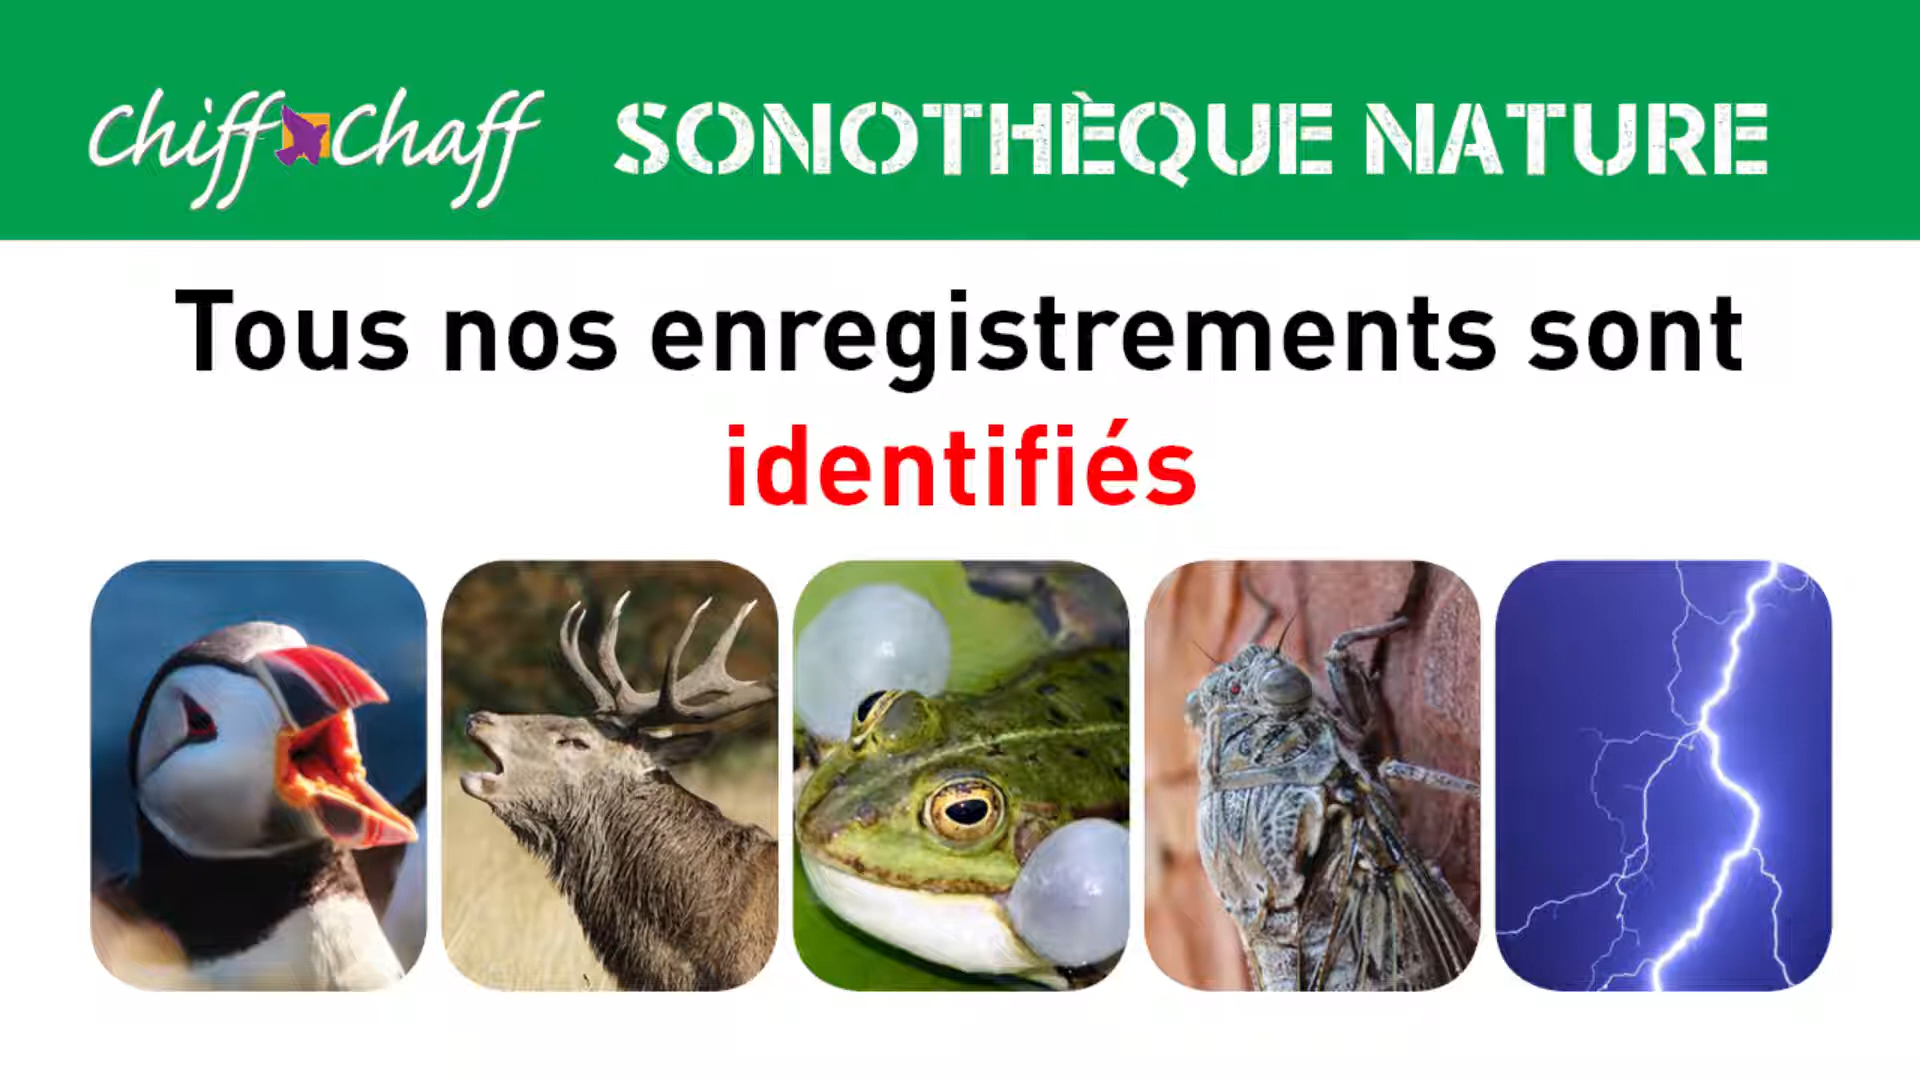 Chiff Chaff SONOTHÈQUE NATURE
Tous nos enregistrements sont
identifiés